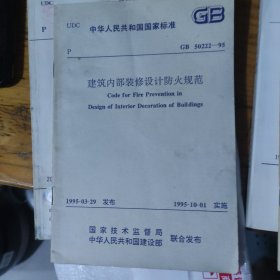 UDC
中华人民共和国国家标准
GB
P
GB 50222—95
建筑内部装修设计防火规范
Code for Fire Prevention in
Design of Interior Decoration of Buildings
1995-03-29 发布
1995-10-01 实施
国家技术监督局
中华人民共和国建设部
联合发布